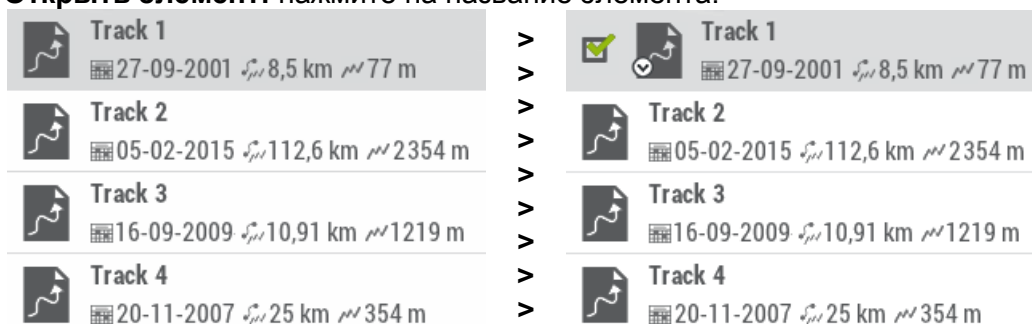 Открыть элемент: нажмите на название элемента.
Track 1
27-09-2001 8,5 km 77 m
Track 2
05-02-2015 112,6 km 2354 m
Track 3
16-09-2009 10,91 km 1219 m
Track 4
20-11-2007 25 km 354 m
>
>
>
>
>
>
>
>
>
Track 1
27-09-2001 8,5 km 77 m
Track 2
05-02-2015 112,6 km 2354 m
Track 3
16-09-2009 10,91 km 1219 m
Track 4
20-11-2007 25 km 354 m